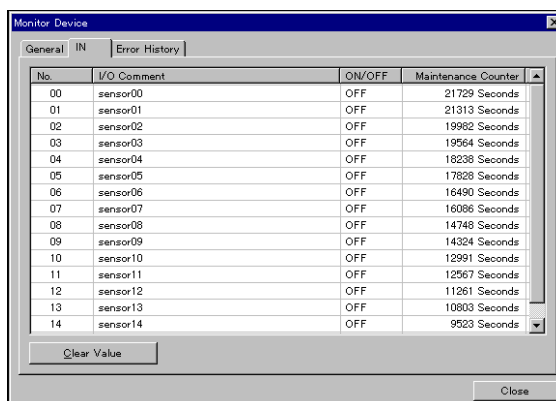 Monitor Device
General IN Error History
No. I/O Comment ON/OFF Maintenance Counter
00 sensor00 OFF 21729 Seconds
01 sensor01 OFF 21313 Seconds
02 sensor02 OFF 19982 Seconds
03 sensor03 OFF 19564 Seconds
04 sensor04 OFF 18238 Seconds
05 sensor05 OFF 17828 Seconds
06 sensor06 OFF 16490 Seconds
07 sensor07 OFF 16086 Seconds
08 sensor08 OFF 14748 Seconds
09 sensor09 OFF 14324 Seconds
10 sensor10 OFF 12991 Seconds
11 sensor11 OFF 12567 Seconds
12 sensor12 OFF 11261 Seconds
13 sensor13 OFF 10803 Seconds
14 sensor14 OFF 9523 Seconds
Clear Value
Close